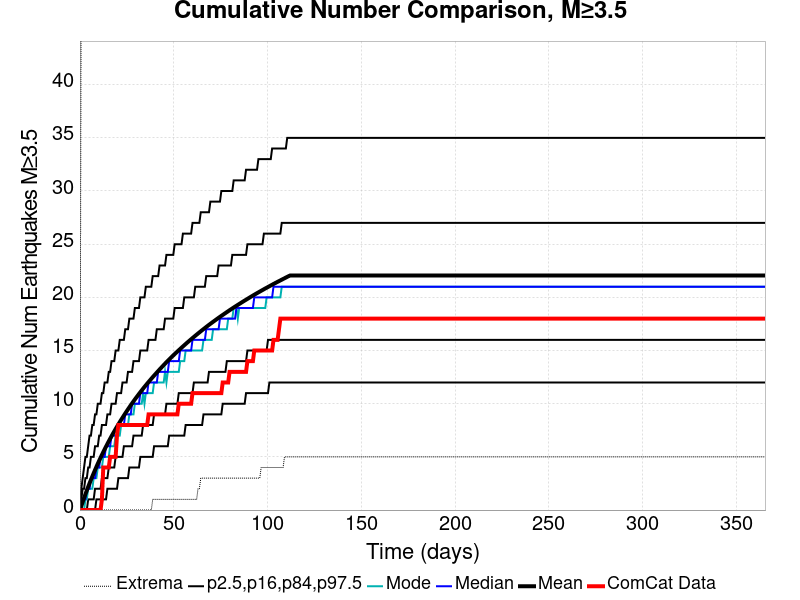 Cumulative Number Comparison, M≥3.5
Cumulative Num Earthquakes M≥3.5
40
35
30
25
20
15
10
5
0
0 50 100 150 200 250 300 350
Time (days)
Extrema p2.5,p16,p84,p97.5 Mode Median Mean ComCat Data